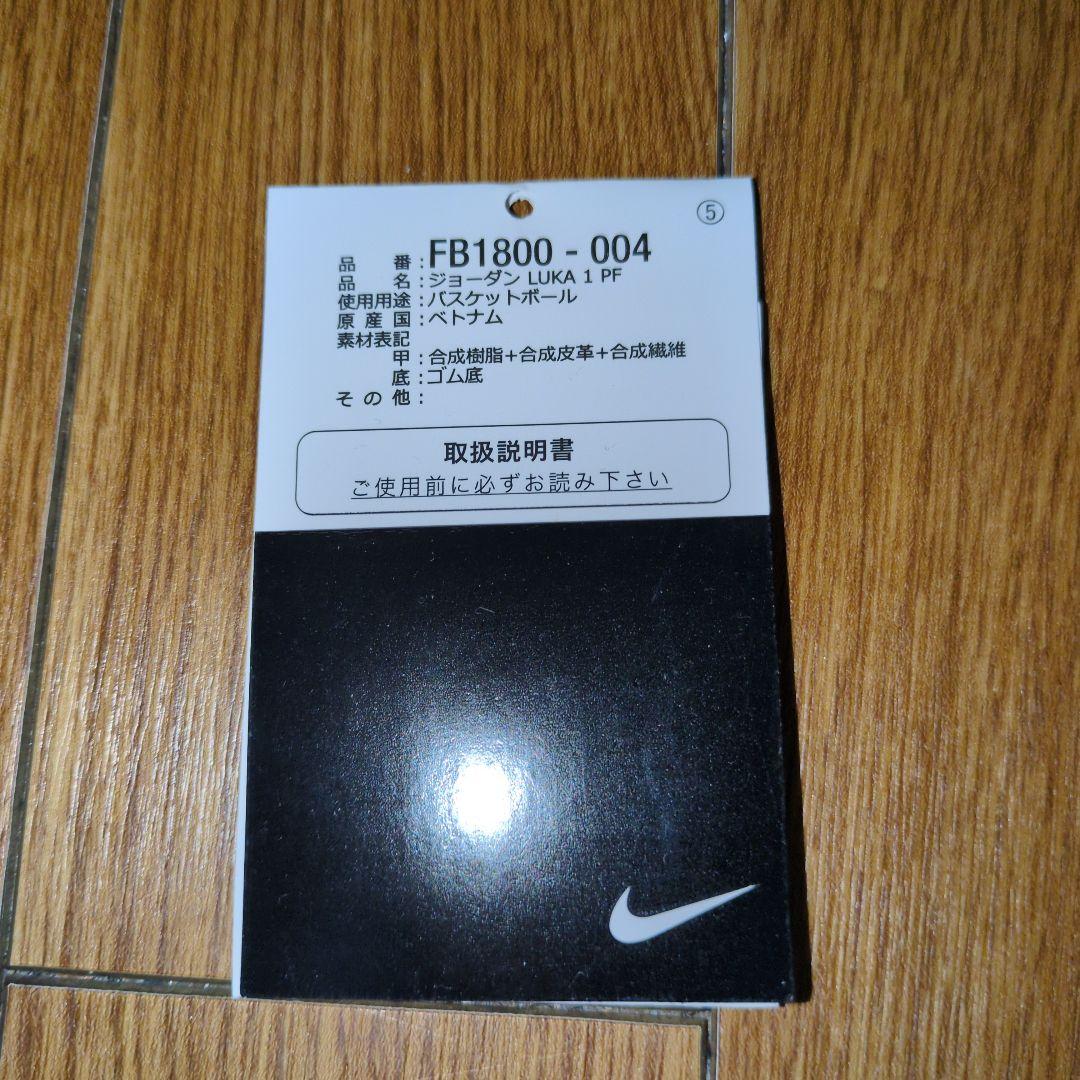 ⑤
品番:FB1800 - 004
品名:ジョーダン LUKA 1 PF
使用用途:バスケットボール
原産国:ベトナム
素材表記
甲:合成樹脂+合成皮革+合成繊維
底:ゴム底
その他:
取扱説明書
ご使用前に必ずお読み下さい